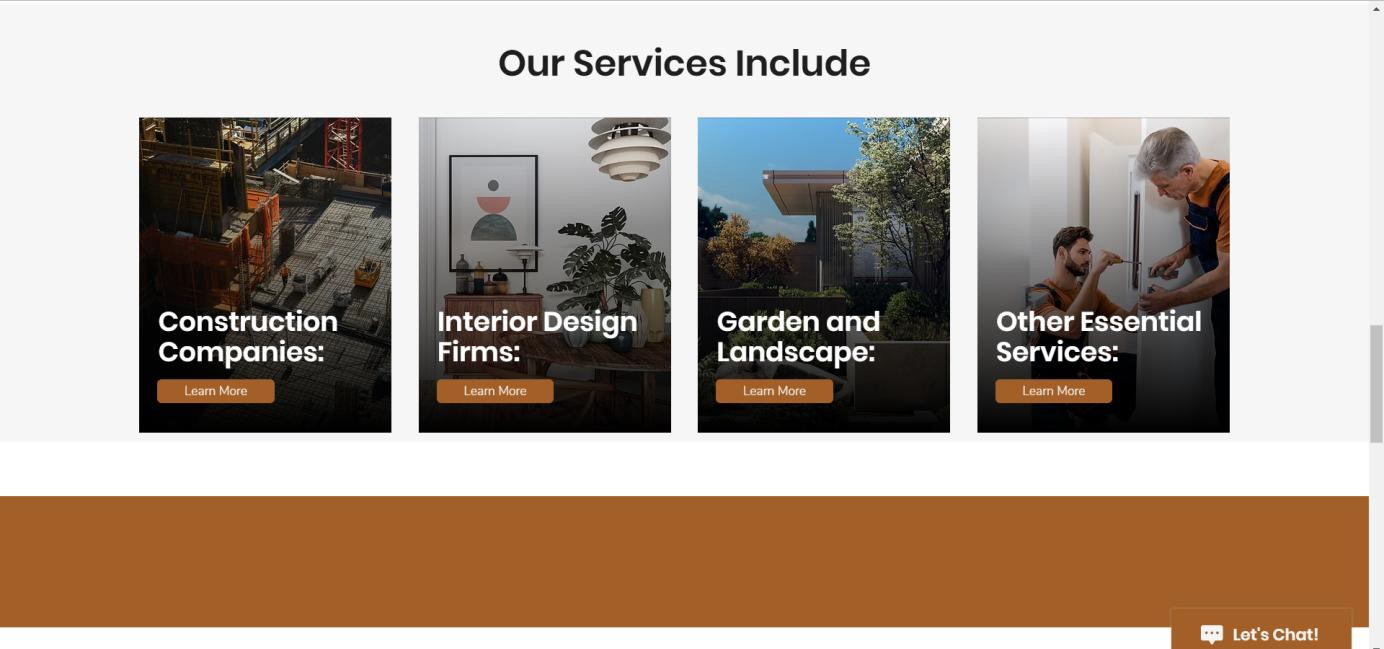 Our Services Include
Construction
Companies:
Learn More
Interior Design
Firms:
Learn More
Garden and
Landscape:
Learn More
Other Essential
Services:
Learn More
Let's Chat!